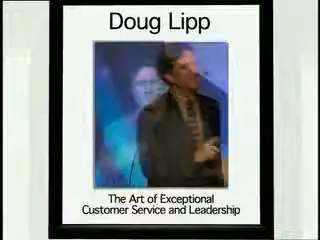 Doug Lipp
The Art of Exceptional
Customer Service and Leadership